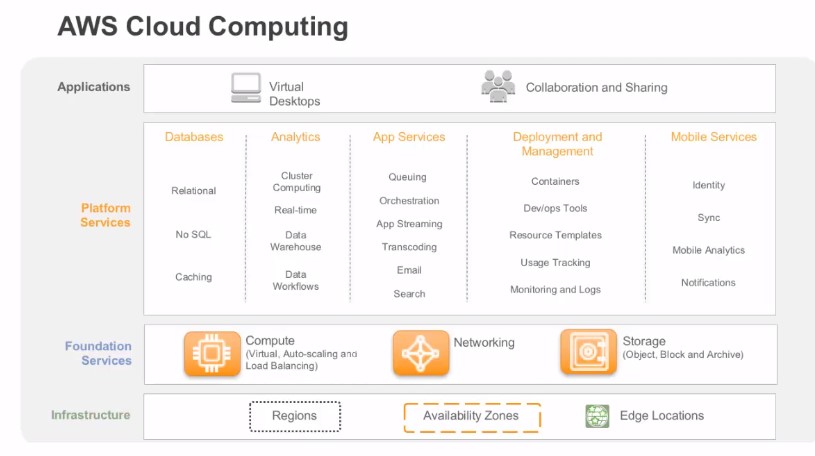 AWS Cloud Computing
Applications
Virtual
Desktops
Collaboration and Sharing
Platform
Services
Databases
Relational
No SQL
Caching
Analytics
Cluster
Computing
Real-time
Data
Warehouse
Data
Workflows
App Services
Queuing
Orchestration
App Streaming
Transcoding
Email
Search
Deployment and
Management
Containers
Dev/ops Tools
Resource Templates
Usage Tracking
Monitoring and Logs
Mobile Services
Identity
Sync
Mobile Analytics
Notifications
Foundation
Services
Compute
(Virtual, Auto-scaling and
Load Balancing)
Networking
Storage
(Object, Block and Archive)
Infrastructure
Regions
Availability Zones
Edge Locations